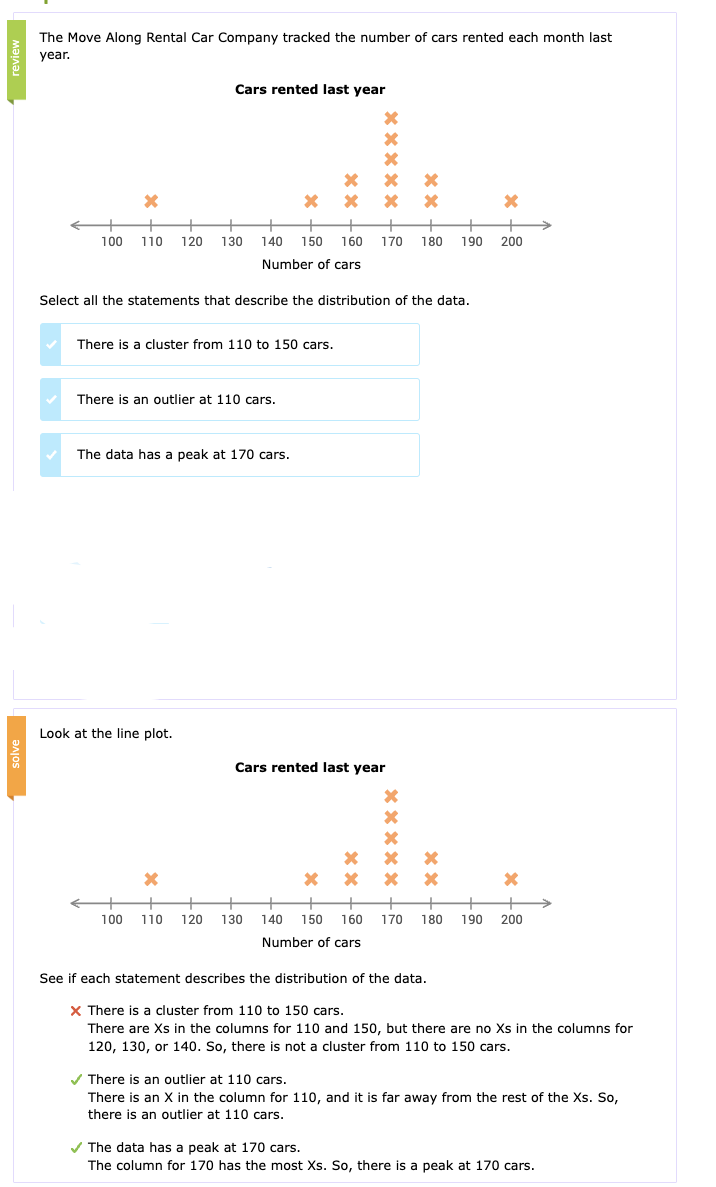 review
The Move Along Rental Car Company tracked the number of cars rented each month last
year.
Cars rented last year
100 110 120 130 140 150 160 170 180 190 200
Number of cars
Select all the statements that describe the distribution of the data.
There is a cluster from 110 to 150 cars.
There is an outlier at 110 cars.
The data has a peak at 170 cars.
solve
Look at the line plot.
Cars rented last year
100 110 120 130 140 150 160 170 180 190 200
Number of cars
See if each statement describes the distribution of the data.
There is a cluster from 110 to 150 cars.
There are Xs in the columns for 110 and 150, but there are no Xs in the columns for
120, 130, or 140. So, there is not a cluster from 110 to 150 cars.
There is an outlier at 110 cars.
There is an X in the column for 110, and it is far away from the rest of the Xs. So,
there is an outlier at 110 cars.
The data has a peak at 170 cars.
The column for 170 has the most Xs. So, there is a peak at 170 cars.